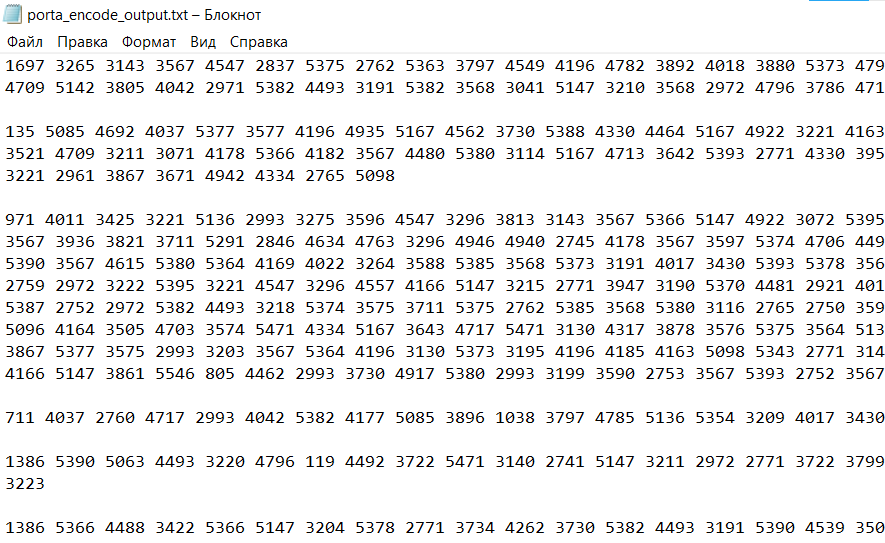 porta_encode_output.txt – Блокнот
Файл Правка Формат Вид Справка
1697 3265 3143 3567 4547 2837 5375 2762 5363 3797 4549 4196 4782 3892 4018 3880 5373 479
4709 5142 3805 4042 2971 5382 4493 3191 5382 3568 3041 5147 3210 3568 2972 4796 3786 471
135 5085 4692 4037 5377 3577 4196 4935 5167 4562 3730 5388 4330 4464 5167 4922 3221 4163
3521 4709 3211 3071 4178 5366 4182 3567 4480 5380 3114 5167 4713 3642 5393 2771 4330 395
3221 2961 3867 3671 4942 4334 2765 5098
971 4011 3425 3221 5136 2993 3275 3596 4547 3296 3813 3143 3567 5366 5147 4922 3072 5395
3567 3936 3821 3711 5291 2846 4634 4763 3296 4946 4940 2745 4178 3567 3597 5374 4706 449
5390 3567 4615 5380 5364 4169 4022 3264 3588 5385 3568 5373 3191 4017 3430 5393 5378 356
2759 2972 3222 5395 3221 4547 3296 4557 4166 5147 3215 2771 3947 3190 5370 4481 2921 401
5387 2752 2972 5382 4493 3218 5374 3575 3711 5375 2762 5385 3568 5380 3116 2765 2750 359
5096 4164 3505 4703 3574 5471 4334 5167 3643 4717 5471 3130 4317 3878 3576 5375 3564 513
3867 5377 3575 2993 3203 3567 5364 4196 3130 5373 3195 4196 4185 4163 5098 5343 2771 314
4166 5147 3861 5546 805 4462 2993 3730 4917 5380 2993 3199 3590 2753 3567 5393 2752 3567
711 4037 2760 4717 2993 4042 5382 4177 5085 3896 1038 3797 4785 5136 5354 3209 4017 3430
1386 5390 5063 4493 3220 4796 119 4492 3722 5471 3140 2741 5147 3211 2972 2771 3722 3799
3223
1386 5366 4488 3422 5366 5147 3204 5378 2771 3734 4262 3730 5382 4493 3191 5390 4539 350